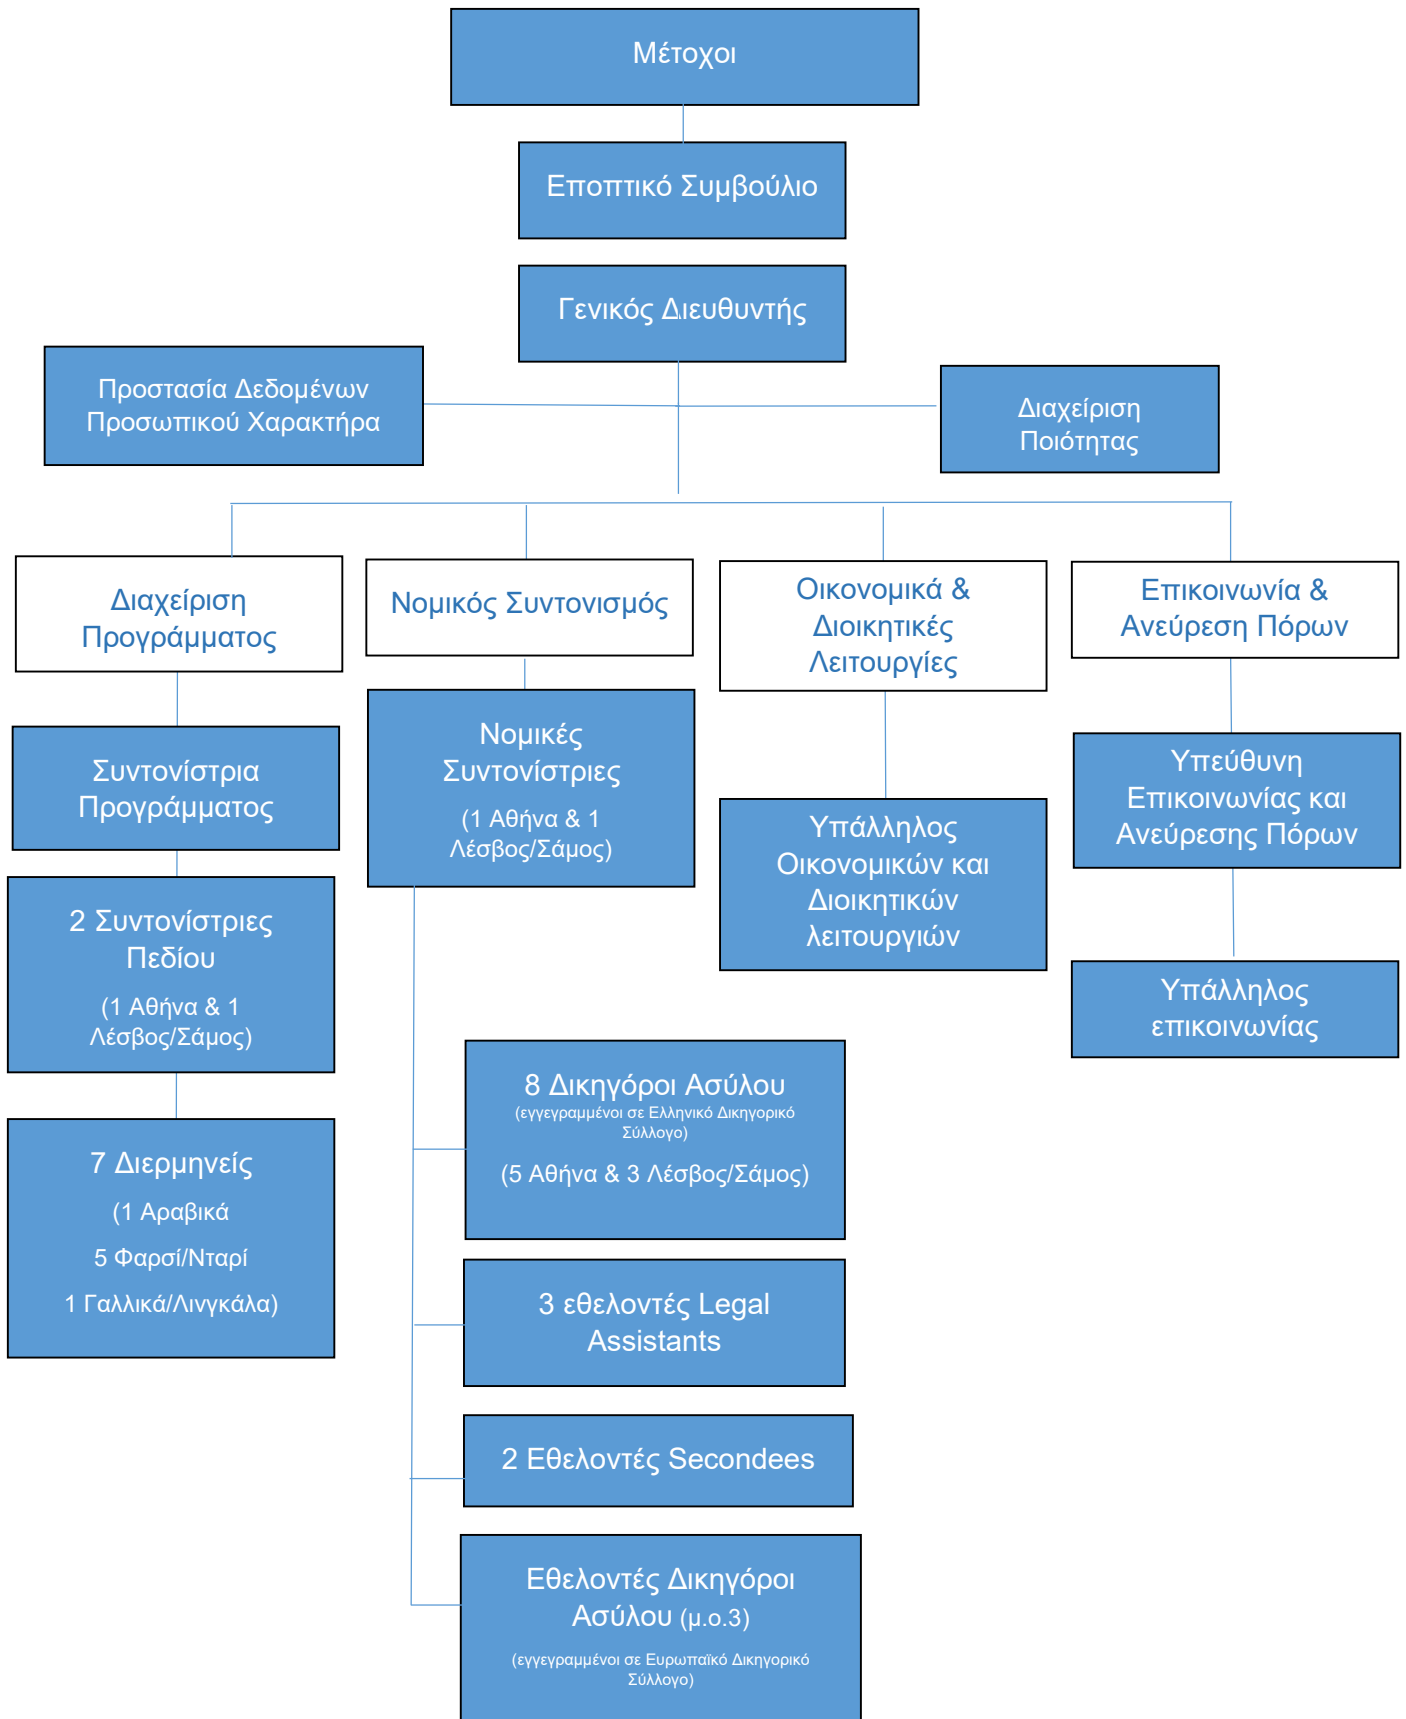 Μέτοχοι
Εποπτικό Συμβούλιο
Γενικός Διευθυντής
Προστασία Δεδομένων
Προσωπικού Χαρακτήρα
Διαχείριση
Ποιότητας
Διαχείριση
Προγράμματος
Νομικός Συντονισμός
Οικονομικά &
Διοικητικές
Λειτουργίες
Επικοινωνία &
Ανεύρεση Πόρων
Συντονίστρια
Προγράμματος
2 Συντονίστριες
Πεδίου
(1 Αθήνα & 1
Λέσβος/Σάμος)
7 Διερμηνείς
(1 Αραβικά
5 Φαρσί/Νταρί
1 Γαλλικά/Λινγκάλα)
Νομικές
Συντονίστριες
(1 Αθήνα & 1
Λέσβος/Σάμος)
8 Δικηγόροι Ασύλου
(εγγεγραμμένοι σε Ελληνικό Δικηγορικό
Σύλλογο)
(5 Αθήνα & 3 Λέσβος/Σάμος)
3 εθελοντές Legal
Assistants
2 Εθελοντές Secondees
Εθελοντές Δικηγόροι
Ασύλου (μ.ο.3)
(εγγεγραμμένοι σε Ευρωπαϊκό Δικηγορικό
Σύλλογο)
Υπάλληλος
Οικονομικών και
Διοικητικών
λειτουργιών
Υπεύθυνη
Επικοινωνίας και
Ανεύρεσης Πόρων
Υπάλληλος
επικοινωνίας